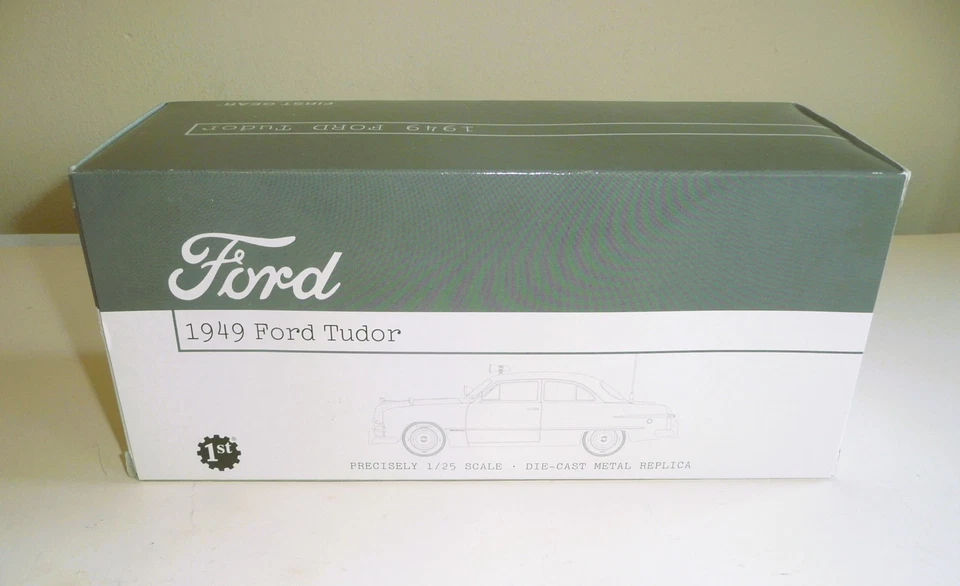 FIRST GEAR
1949 FORD Tudor
Ford
1949 Ford Tudor
1st
PRECISELY 1/25 SCALE · DIE-CAST METAL REPLICA